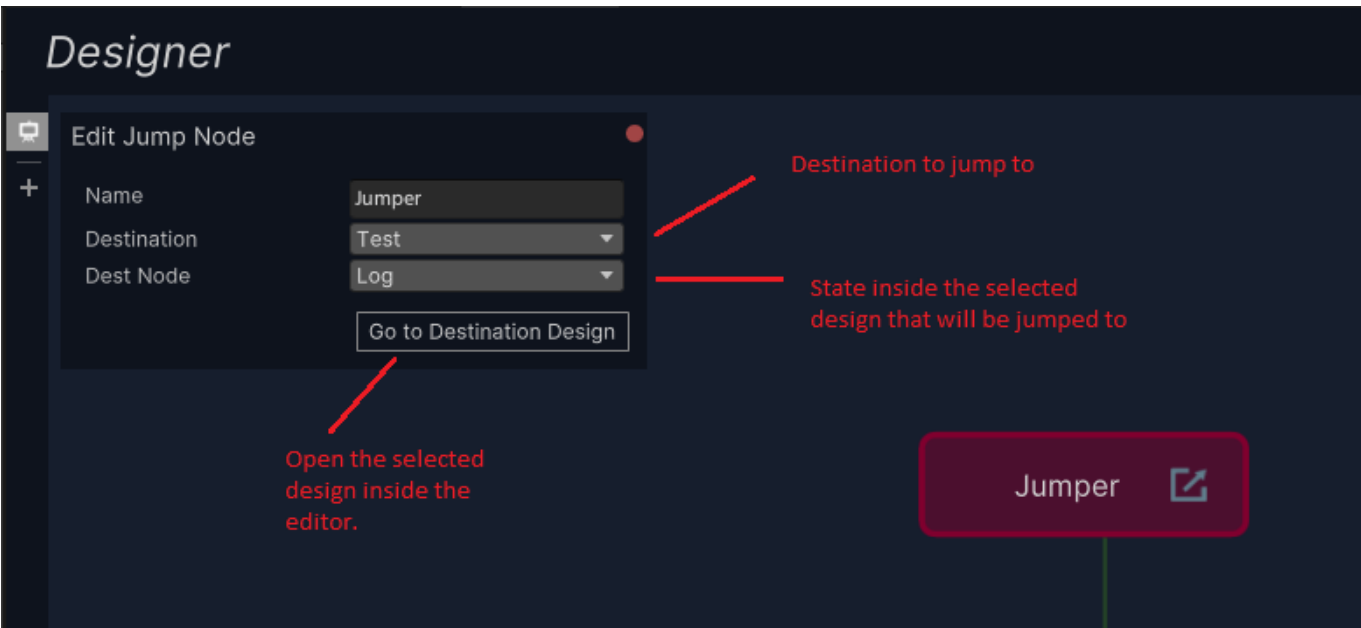 Designer
Edit Jump Node
Name
Jumper
Destination
Test
Dest Node
Log
Go to Destination Design
Destination to jump to
State inside the selected
design that will be jumped to
Open the selected
design inside the
editor.
Jumper